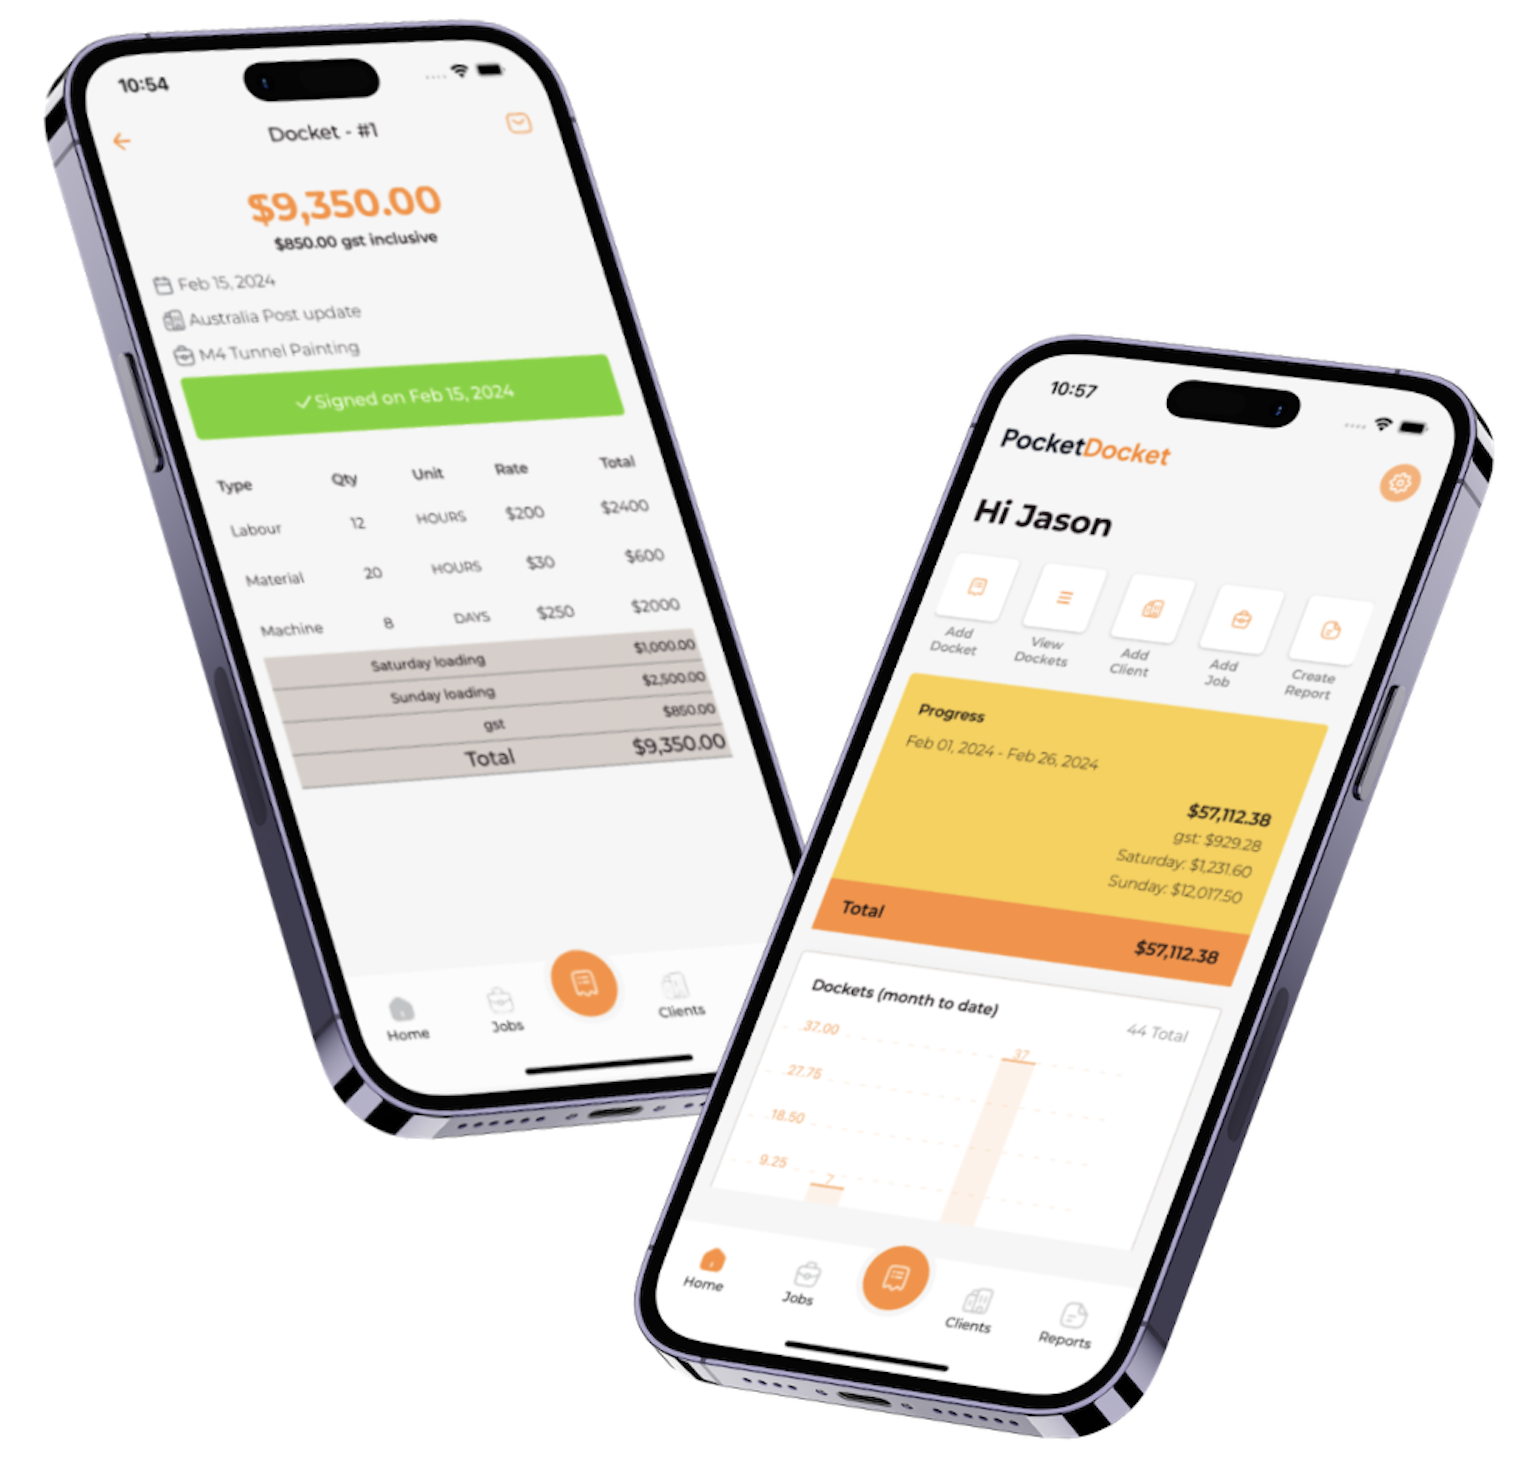 10:54
Docket - #1
$9,350.00
$850.00 gst inclusive
Feb 15, 2024
Australia Post update
M4 Tunnel Painting
Signed on Feb 15, 2024
Type Qty Unit Rate Total
Labour 12 HOURS $200 $2400
Material 20 HOURS $30 $600
Machine 8 DAYS $250 $2000
Saturday loading $1,000.00
Sunday loading $2,500.00
gst $850.00
Total $9,350.00
Home Jobs Clients
10:57
PocketDocket
Hi Jason
Add Docket
View Dockets
Add Client
Add Job
Create Report
Progress
Feb 01, 2024 - Feb 26, 2024
$57,112.38
gst: $929.28
Saturday: $1,231.60
Sunday: $12,017.50
Total $57,112.38
Dockets (month to date)
44 Total
37.00
37
27.75
18.50
9.25
7
Home Jobs Clients Reports